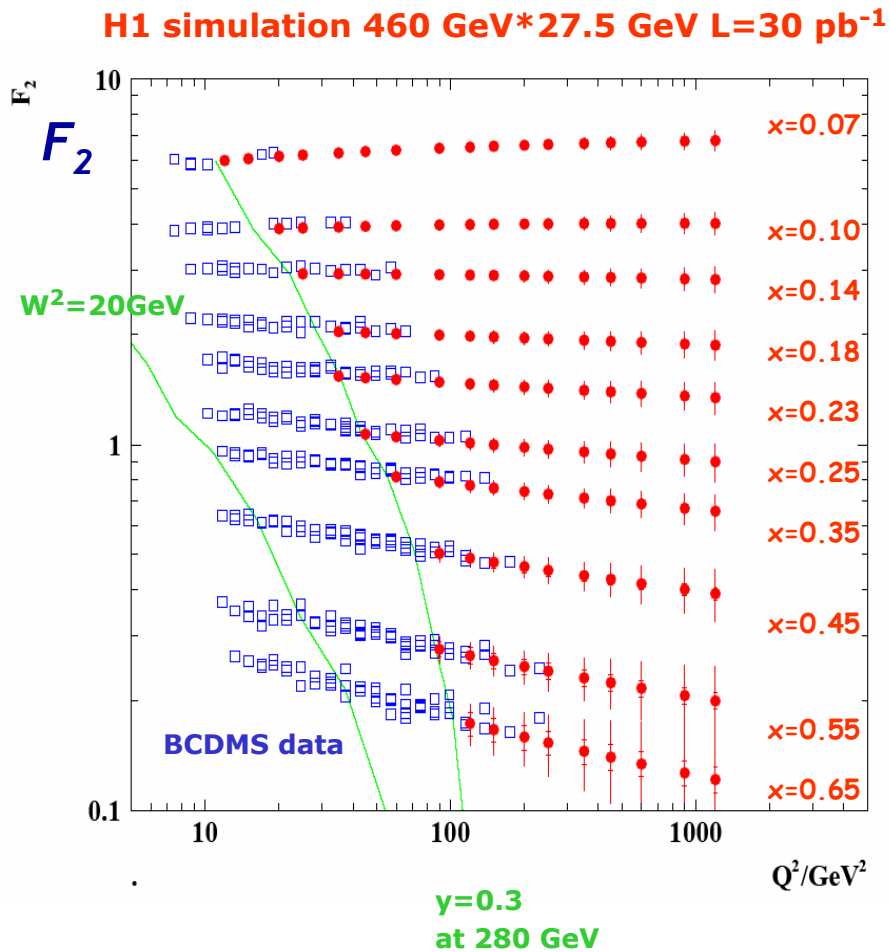 H1 simulation 460 GeV*27.5 GeV L=30 pb⁻¹
F₂
10
F₂
x=0.07
x=0.10
x=0.14
W²=20GeV
x=0.18
x=0.23
1
x=0.25
x=0.35
x=0.45
BCDMS data
x=0.55
x=0.65
0.1
10
100
1000
Q²/GeV²
.
y=0.3
at 280 GeV